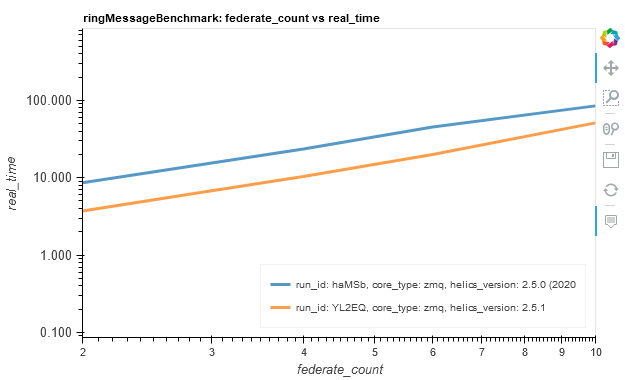 ringMessageBenchmark: federate_count vs real_time
real_time
100.000
10.000
1.000
0.100
run_id: haMSb, core_type: zmq, helics_version: 2.5.0 (2020
run_id: YL2EQ, core_type: zmq, helics_version: 2.5.1
2 3 4 5 6 7 8 9 10
federate_count